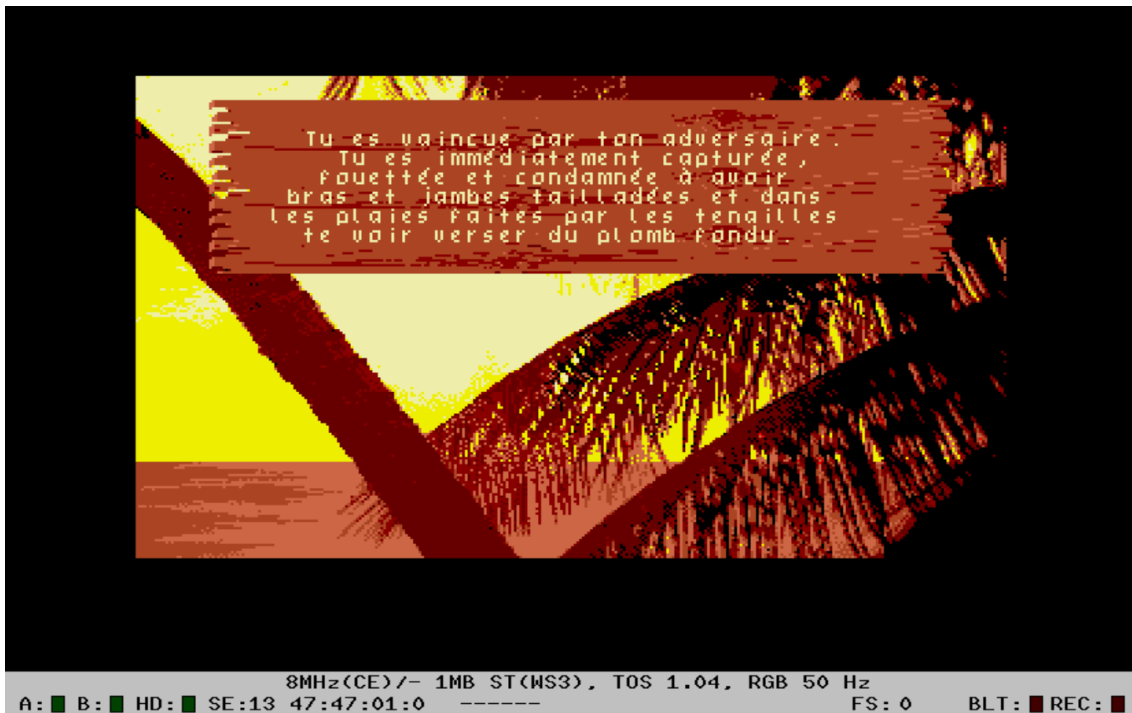 Tu es vaincue par ton adversaire.
Tu es immédiatement capturée,
fouettée et condamnée à avoir
bras et jambes tailladées et dans
les plaies faites par les tenailles
te voir verser du plomb fondu.
8MHz(CE)/- 1MB ST(WS3), TOS 1.04, RGB 50 Hz
A: B: HD: SE:13 47:47:01:0 ------ FS: 0 BLT: REC: